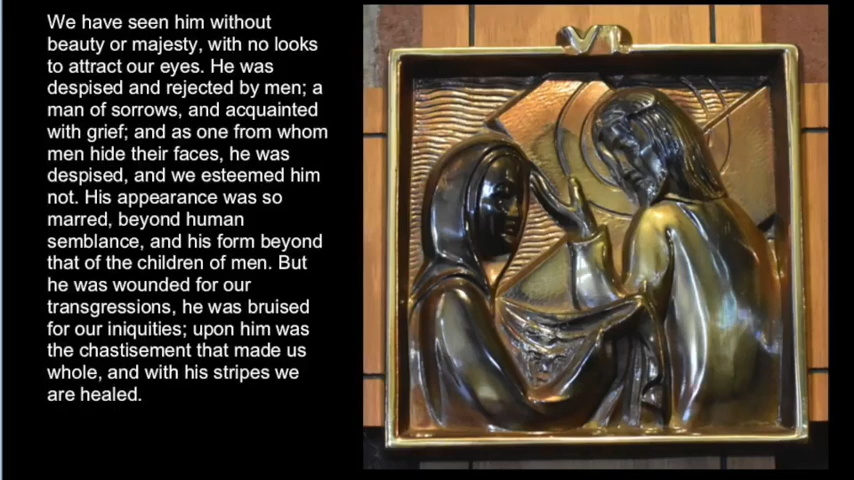 We have seen him without
beauty or majesty, with no looks
to attract our eyes. He was
despised and rejected by men; a
man of sorrows, and acquainted
with grief; and as one from whom
men hide their faces, he was
despised, and we esteemed him
not. His appearance was so
marred, beyond human
semblance, and his form beyond
that of the children of men. But
he was wounded for our
transgressions, he was bruised
for our iniquities; upon him was
the chastisement that made us
whole, and with his stripes we
are healed.
VI